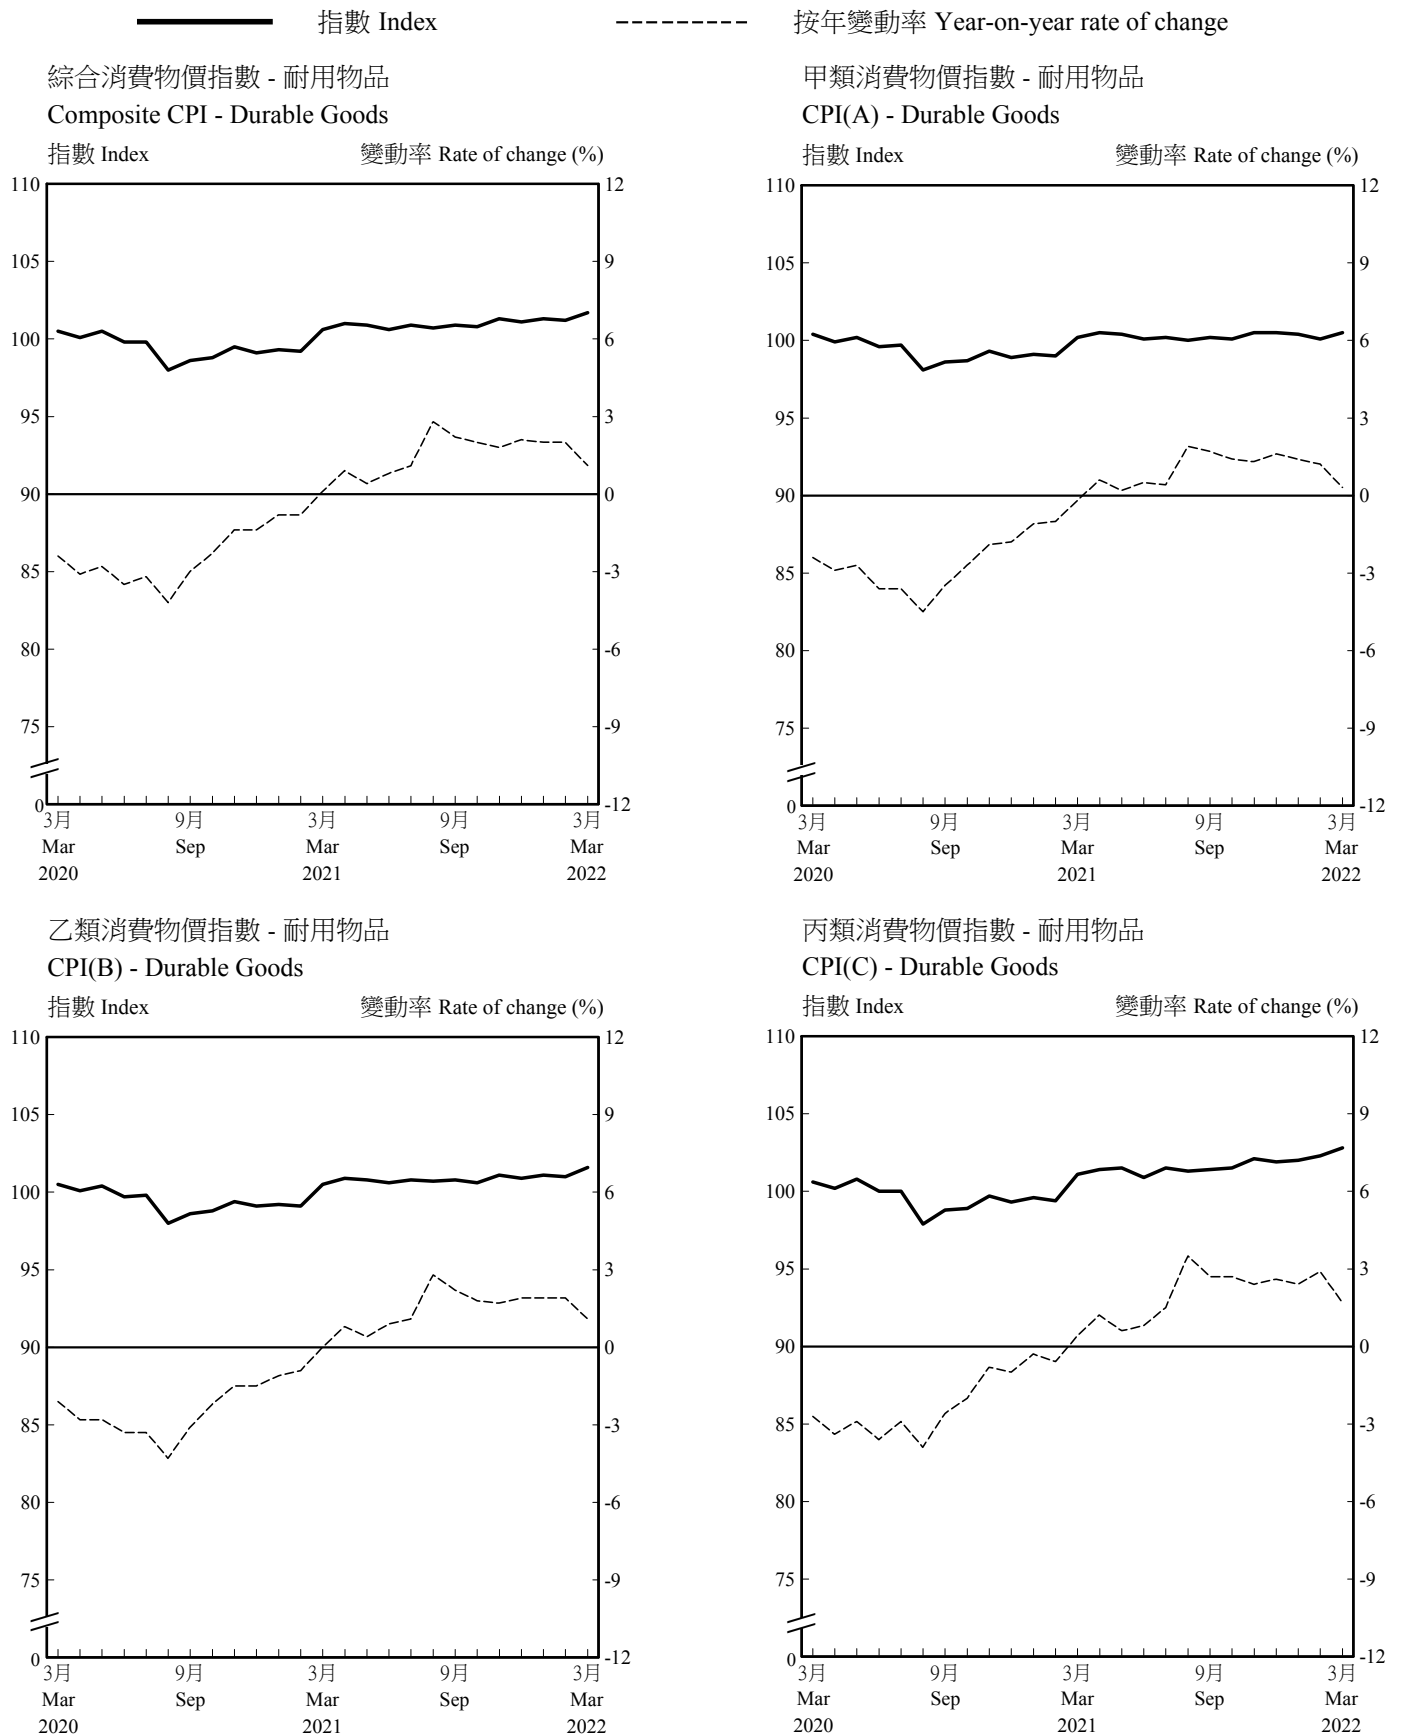 指數 Index 按年變動率 Year-on-year rate of change
綜合消費物價指數 - 耐用物品
Composite CPI - Durable Goods
指數 Index 變動率 Rate of change (%)
110 12
105 9
100 6
95 3
90 0
85 -3
80 -6
75 -9
0 -12
3月 9月 3月 9月 3月
Mar Sep Mar Sep Mar
2020 2021 2022
甲類消費物價指數 - 耐用物品
CPI(A) - Durable Goods
指數 Index 變動率 Rate of change (%)
110 12
105 9
100 6
95 3
90 0
85 -3
80 -6
75 -9
0 -12
3月 9月 3月 9月 3月
Mar Sep Mar Sep Mar
2020 2021 2022
乙類消費物價指數 - 耐用物品
CPI(B) - Durable Goods
指數 Index 變動率 Rate of change (%)
110 12
105 9
100 6
95 3
90 0
85 -3
80 -6
75 -9
0 -12
3月 9月 3月 9月 3月
Mar Sep Mar Sep Mar
2020 2021 2022
丙類消費物價指數 - 耐用物品
CPI(C) - Durable Goods
指數 Index 變動率 Rate of change (%)
110 12
105 9
100 6
95 3
90 0
85 -3
80 -6
75 -9
0 -12
3月 9月 3月 9月 3月
Mar Sep Mar Sep Mar
2020 2021 2022